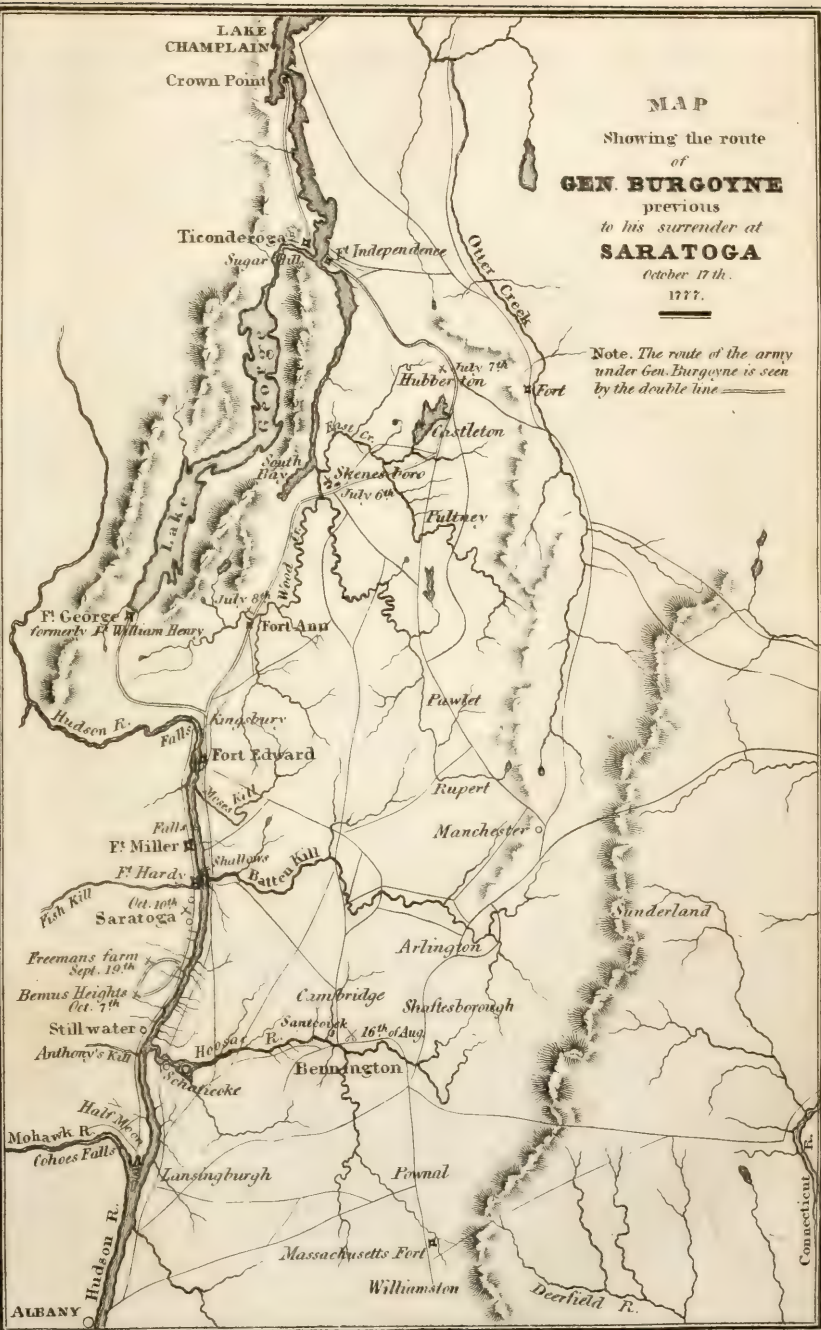 MAP
Showing the route
of
GEN. BURGOYNE
previous
to his surrender at
SARATOGA
October 17th.
1777.
Note. The route of the army
under Gen. Burgoyne is seen
by the double line
LAKE
CHAMPLAIN
Crown Point
Ticonderoga
Sugar Hill
Ft. Independence
Otter Creek
July 7th
Hubberton
Fort
Castleton
East Cr.
George
Lake
South
Bay
Skenesboro
July 6th
Pultney
Wood Cr.
July 8th
Ft. George
formerly Ft. William Henry
Fort Ann
Pawlet
Kingsbury
Hudson R.
Falls
Fort Edward
Moses Kill
Rupert
Falls
Ft. Miller
Manchester
Ft. Hardy
Shallows
Batten Kill
Fish Kill
Oct. 10th
Saratoga
Sunderland
Arlington
Freemans farm
Sept. 19.th
Bemus Heights
Oct. 7th
Cambridge
Shaftesborough
Stillwater
Santcoick
16th of Aug.
Hoosac R.
Anthony's Kill
Bennington
Schaticoke
Half Moon
Mohawk R.
Cohoes Falls
Lansingburgh
Pownal
Connecticut R.
Massachusetts Fort
Williamston
Deerfield R.
Hudson R.
ALBANY